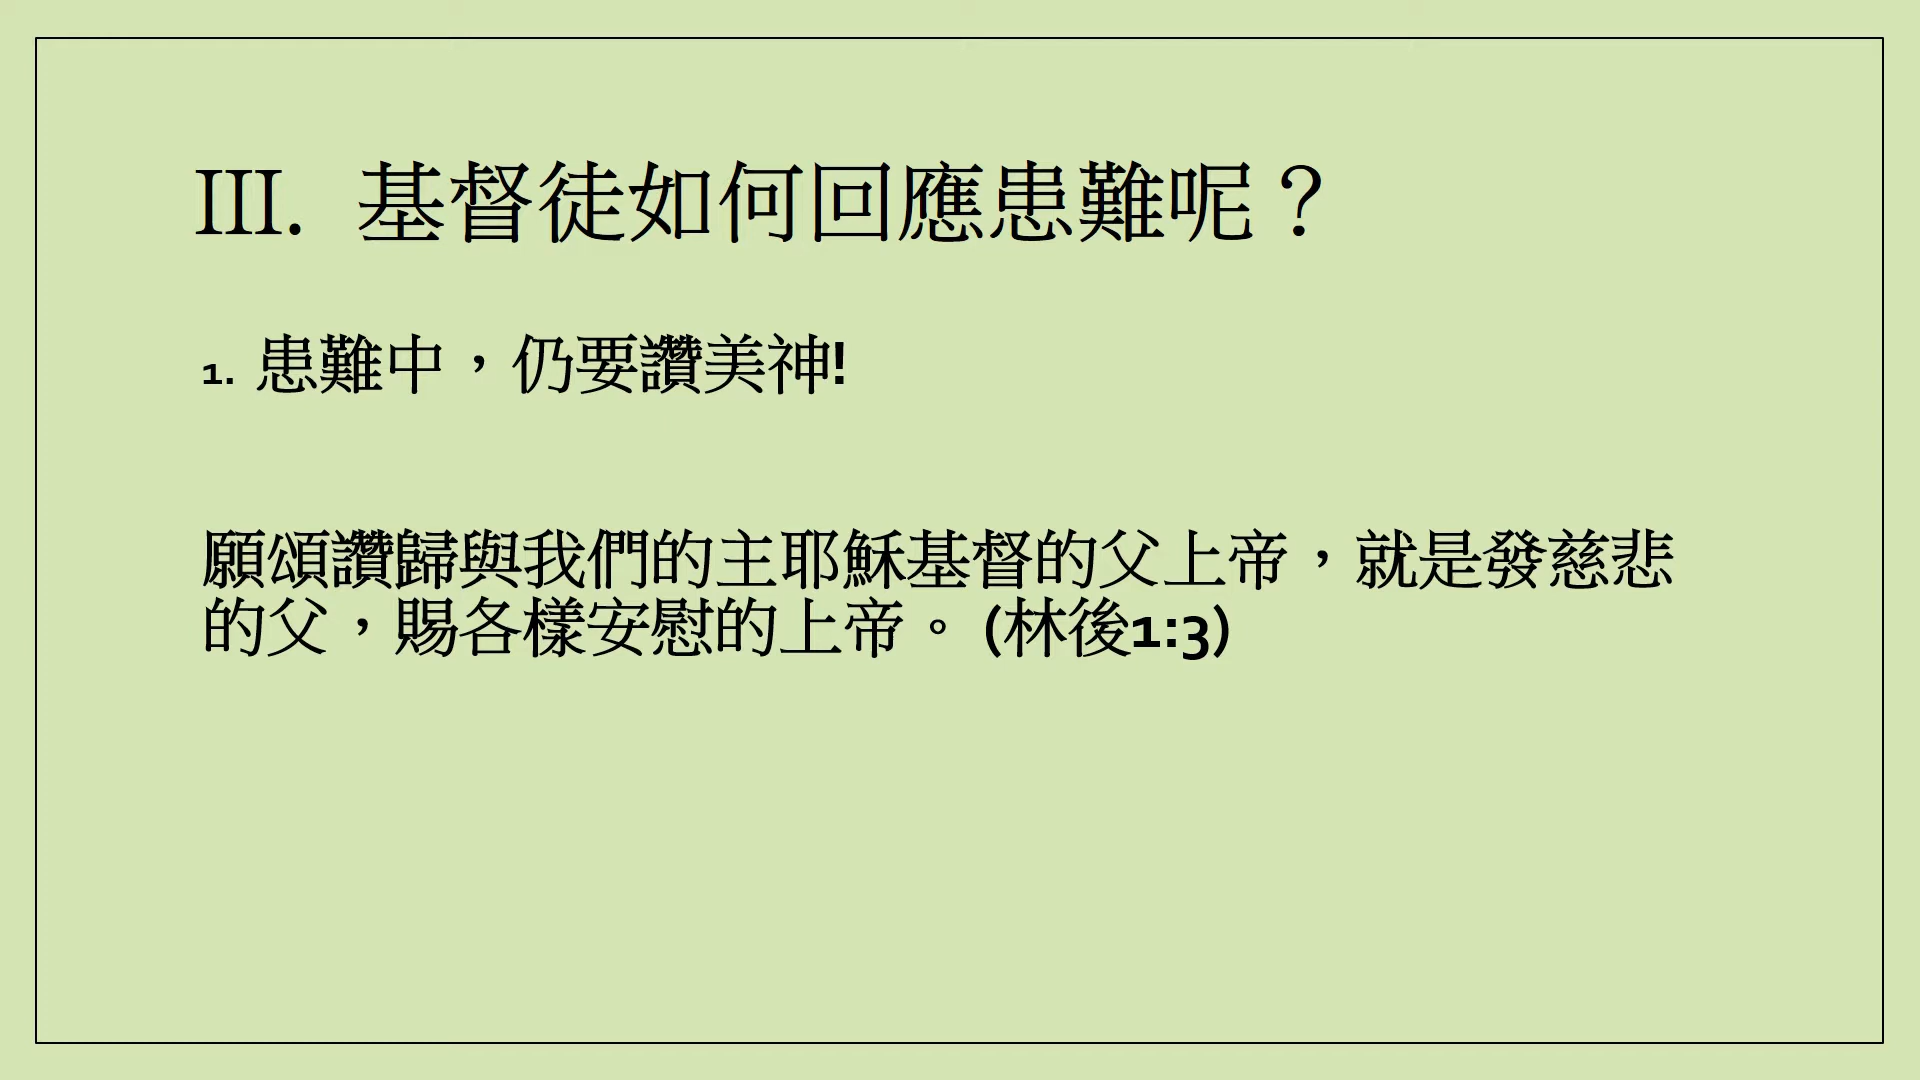 III. 基督徒如何回應患難呢？
1. 患難中，仍要讚美神!
願頌讚歸與我們的主耶穌基督的父上帝，就是發慈悲
的父，賜各樣安慰的上帝。 (林後1:3)